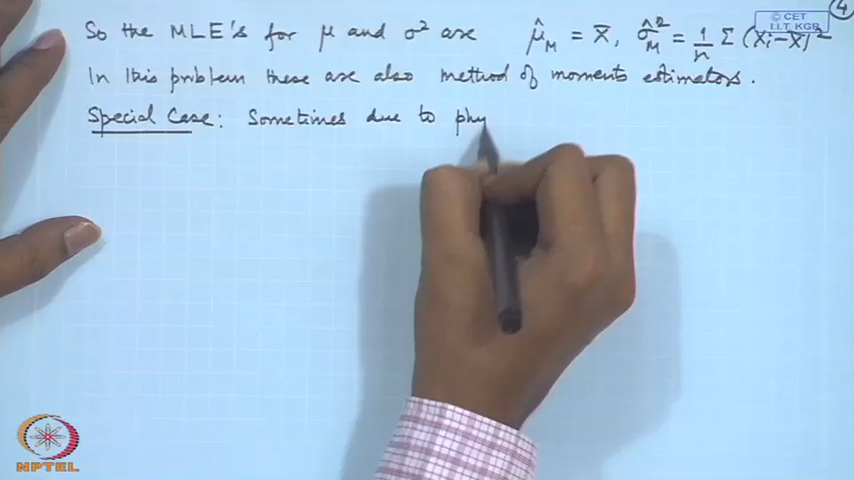 © CET
I.I.T. KGP
4
So the MLE's for μ and σ² are μ̂_M = X̄, σ̂²_M = 1/n Σ (Xi - X̄)²
In this problem these are also method of moments estimators.
Special Case: Sometimes due to phy
NPTEL